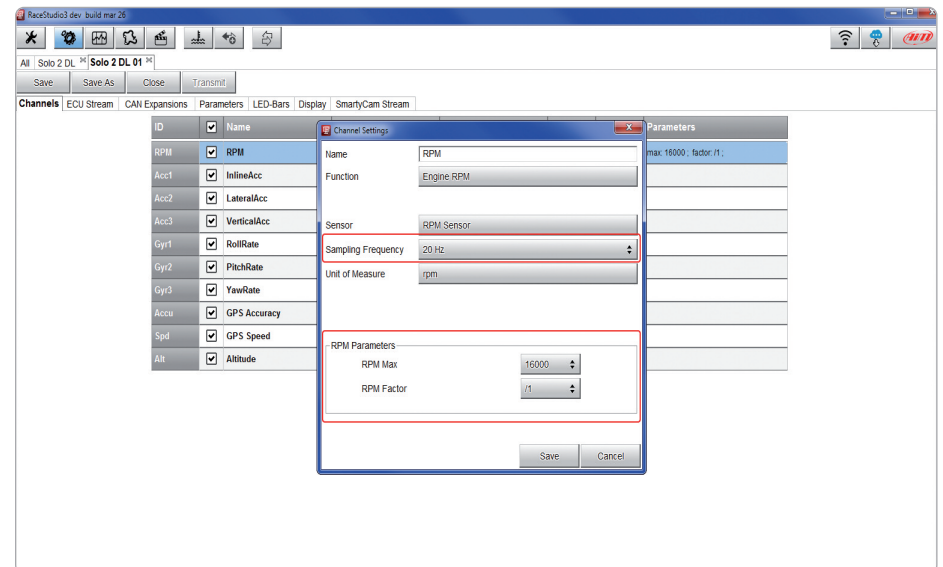 RaceStudio3 dev build mar 26
AiM
All Solo 2 DL Solo 2 DL 01
Save Save As Close Transmit
Channels ECU Stream CAN Expansions Parameters LED-Bars Display SmartyCam Stream
ID Name Parameters
RPM RPM max: 16000 ; factor: /1 ;
Acc1 InlineAcc
Acc2 LateralAcc
Acc3 VerticalAcc
Gyr1 RollRate
Gyr2 PitchRate
Gyr3 YawRate
Accu GPS Accuracy
Spd GPS Speed
Alt Altitude
Channel Settings
Name RPM
Function Engine RPM
Sensor RPM Sensor
Sampling Frequency 20 Hz
Unit of Measure rpm
RPM Parameters
RPM Max 16000
RPM Factor /1
Save Cancel